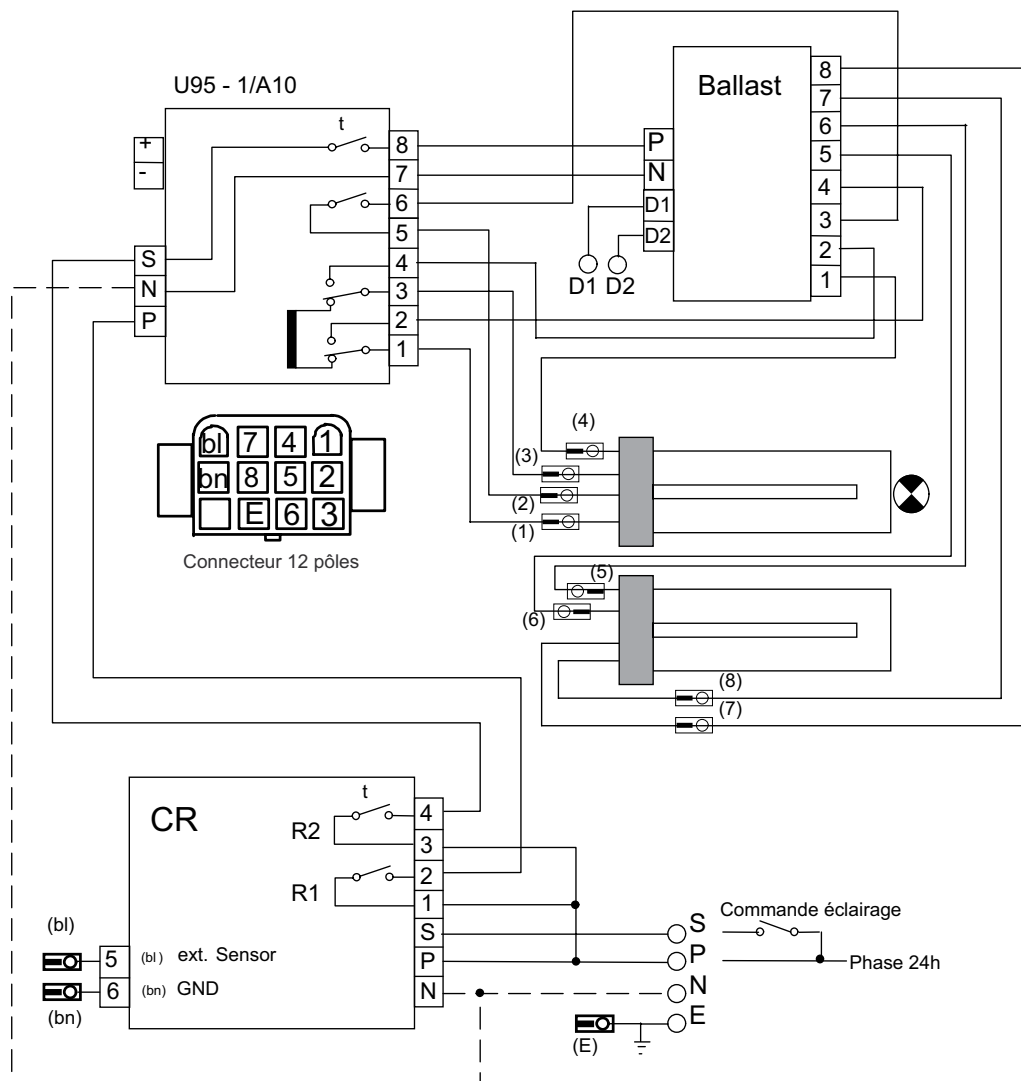 U95 - 1/A10
t
+
-
S
N
P
8
7
6
5
4
3
2
1
Ballast
P
N
D1
D2
D1 D2
8
7
6
5
4
3
2
1
bl 7 4 1
bn 8 5 2
E 6 3
Connecteur 12 pôles
(4)
(3)
(2)
(1)
(5)
(6)
(8)
(7)
CR
t
R2
R1
4
3
2
1
S
P
N
(bl)
5 (bl) ext. Sensor
6 (bn) GND
(bn)
S
P
N
E
(E)
Commande éclairage
Phase 24h